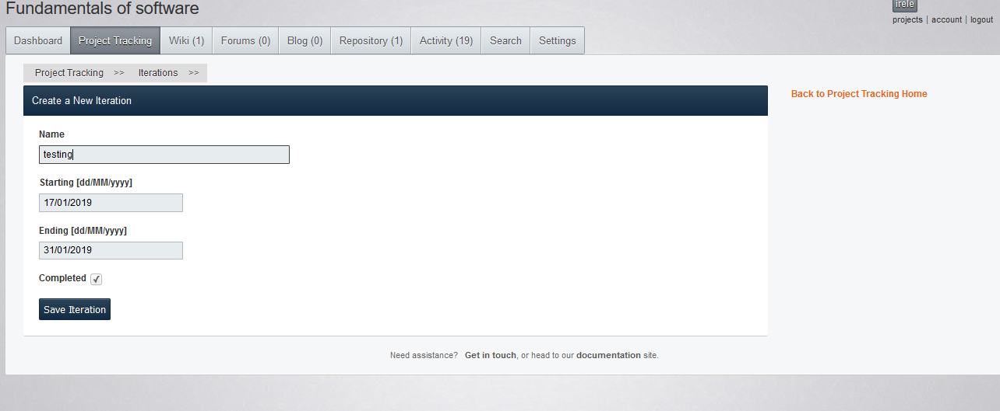 Fundamentals of software
irele
projects | account | logout
Dashboard Project Tracking Wiki (1) Forums (0) Blog (0) Repository (1) Activity (19) Search Settings
Project Tracking >> Iterations >>
Create a New Iteration
Back to Project Tracking Home
Name
testing
Starting [dd/MM/yyyy]
17/01/2019
Ending [dd/MM/yyyy]
31/01/2019
Completed
Save Iteration
Need assistance? Get in touch, or head to our documentation site.